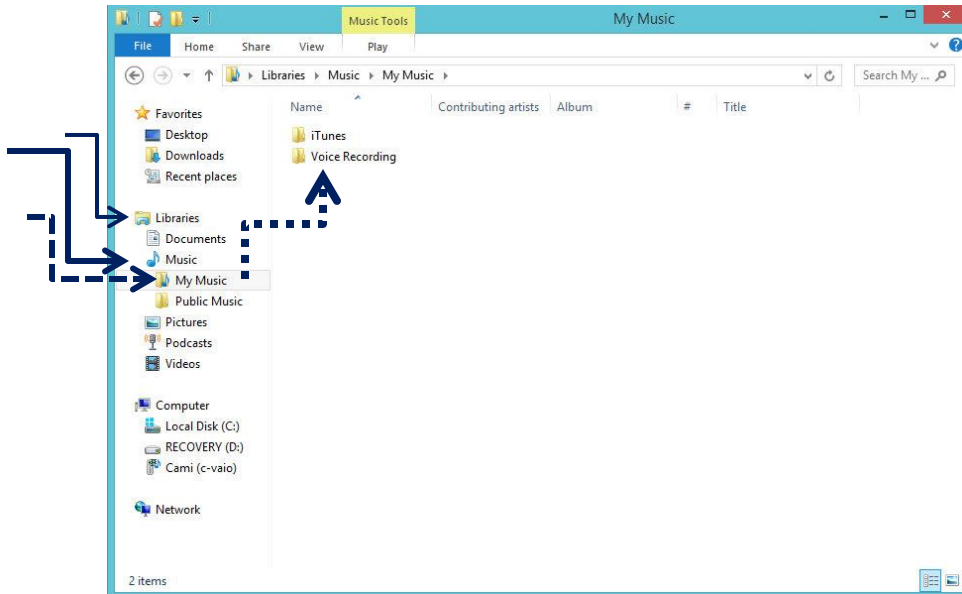 Music Tools
My Music
File Home Share View Play
Libraries Music My Music
Search My ...
Name Contributing artists Album # Title
Favorites
Desktop
Downloads
Recent places
Libraries
Documents
Music
My Music
Public Music
Pictures
Podcasts
Videos
Computer
Local Disk (C:)
RECOVERY (D:)
Cami (c-vaio)
Network
iTunes
Voice Recording
2 items